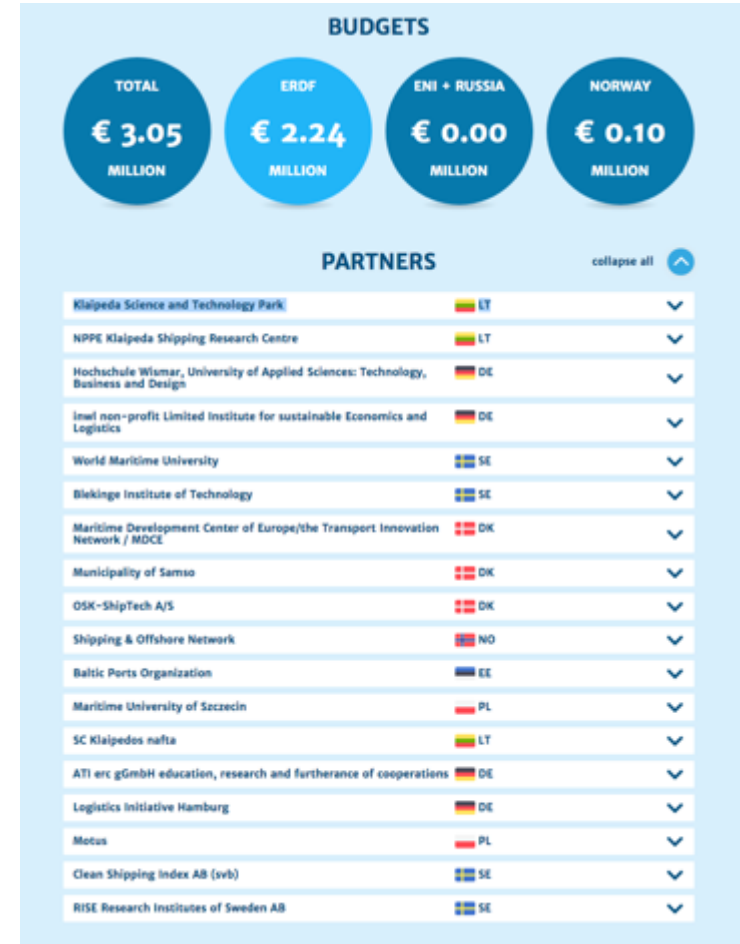 BUDGETS
TOTAL
€ 3.05
MILLION
ERDF
€ 2.24
MILLION
ENI + RUSSIA
€ 0.00
MILLION
NORWAY
€ 0.10
MILLION
PARTNERS
collapse all
Klaipeda Science and Technology Park LT
NPPE Klaipeda Shipping Research Centre LT
Hochschule Wismar, University of Applied Sciences: Technology, DE
Business and Design
inwl non-profit Limited Institute for sustainable Economics and DE
Logistics
World Maritime University SE
Blekinge Institute of Technology SE
Maritime Development Center of Europe/the Transport Innovation DK
Network / MDCE
Municipality of Samso DK
OSK-ShipTech A/S DK
Shipping & Offshore Network NO
Baltic Ports Organization EE
Maritime University of Szczecin PL
SC Klaipedos nafta LT
ATI erc gGmbH education, research and furtherance of cooperations DE
Logistics Initiative Hamburg DE
Motus PL
Clean Shipping Index AB (svb) SE
RISE Research Institutes of Sweden AB SE